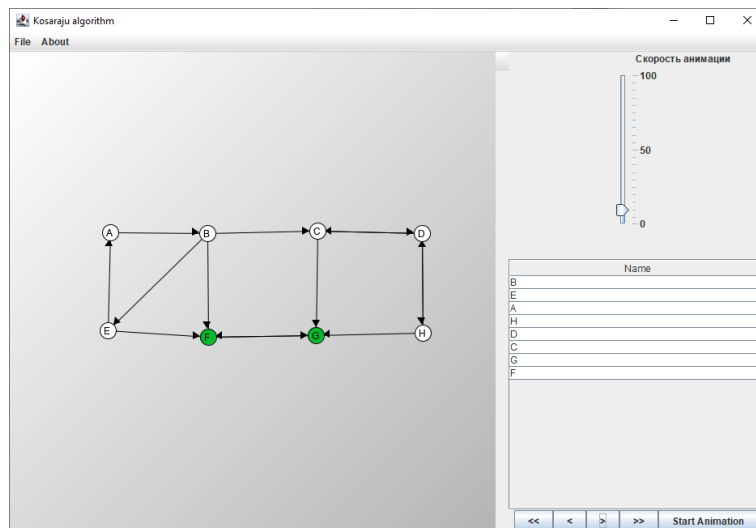 Kosaraju algorithm
File About
Скорость анимации
100
50
0
A
B
C
D
E
F
G
H
Name
B
E
A
H
D
C
G
F
<< < > >> Start Animation